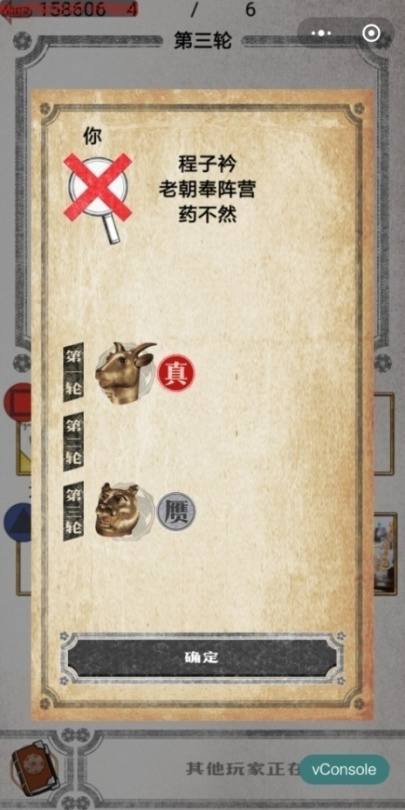 158606 4 / 6
第三轮
你
程子衿
老朝奉阵营
药不然
第一轮
真
第二轮
第三轮
赝
确定
其他玩家正在
vConsole